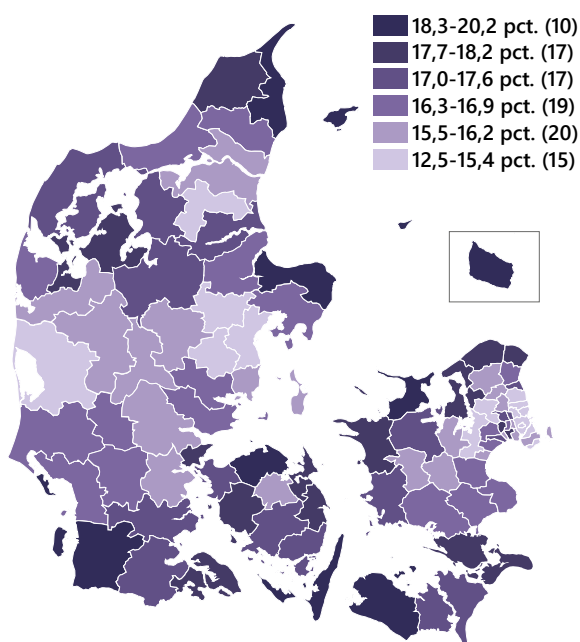 18,3-20,2 pct. (10)
17,7-18,2 pct. (17)
17,0-17,6 pct. (17)
16,3-16,9 pct. (19)
15,5-16,2 pct. (20)
12,5-15,4 pct. (15)